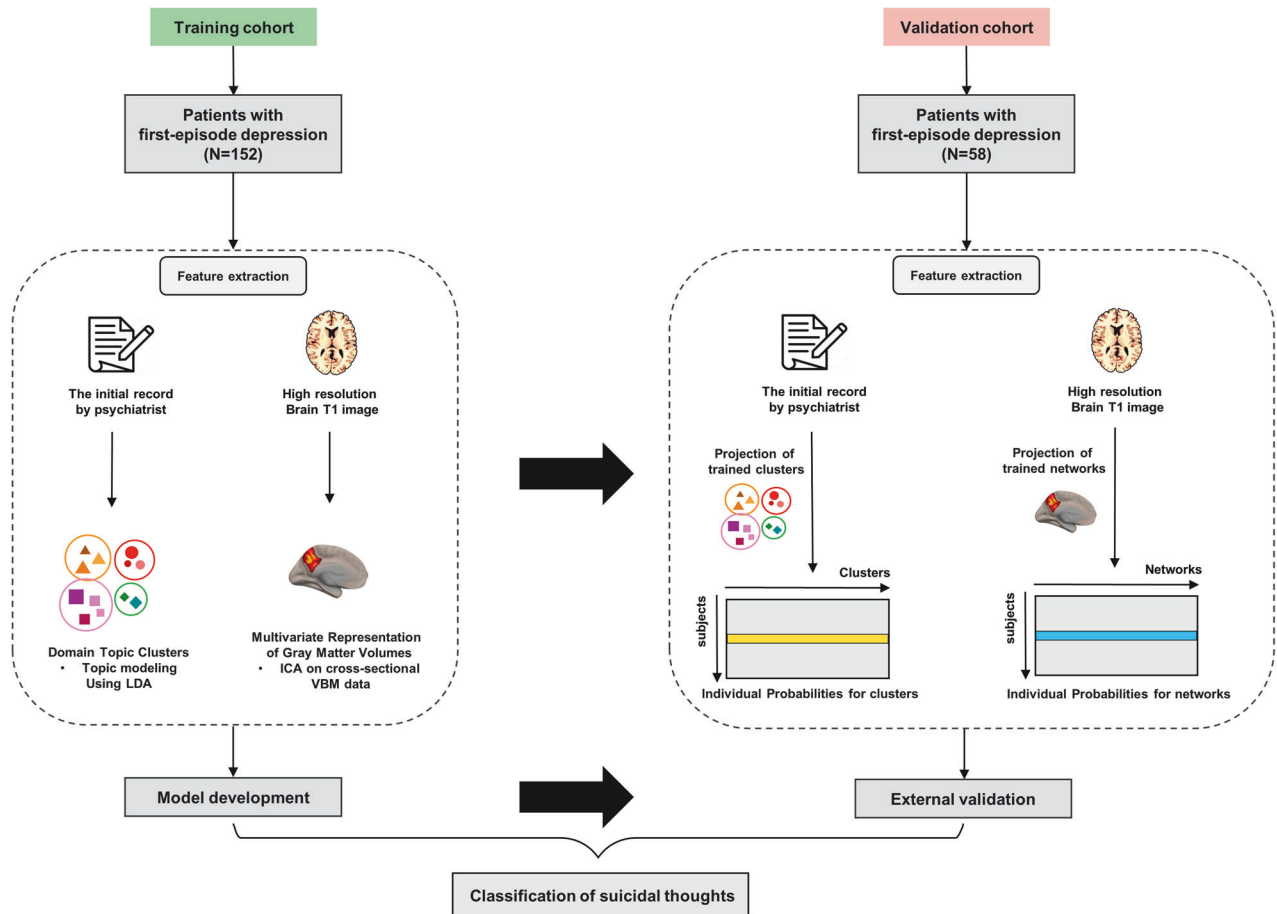 Training cohort
Patients with
first-episode depression
(N=152)
Feature extraction
The initial record
by psychiatrist
High resolution
Brain T1 image
Domain Topic Clusters
• Topic modeling
Using LDA
Multivariate Representation
of Gray Matter Volumes
• ICA on cross-sectional
VBM data
Model development
Validation cohort
Patients with
first-episode depression
(N=58)
Feature extraction
The initial record
by psychiatrist
High resolution
Brain T1 image
Projection of
trained clusters
Projection of
trained networks
Clusters
subjects
Individual Probabilities for clusters
Networks
subjects
Individual Probabilities for networks
External validation
Classification of suicidal thoughts